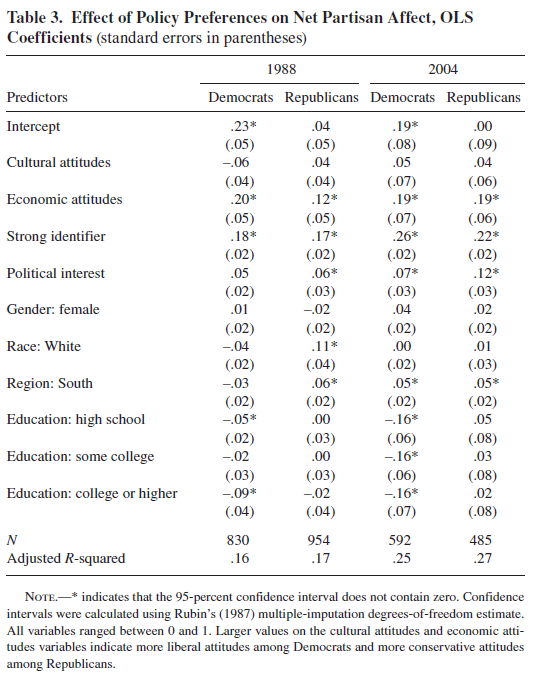 Table 3. Effect of Policy Preferences on Net Partisan Affect, OLS
Coefficients (standard errors in parentheses)
1988 2004
Predictors Democrats Republicans Democrats Republicans
Intercept .23* .04 .19* .00
(.05) (.05) (.08) (.09)
Cultural attitudes –.06 .04 .05 .04
(.04) (.04) (.07) (.06)
Economic attitudes .20* .12* .19* .19*
(.05) (.05) (.07) (.06)
Strong identifier .18* .17* .26* .22*
(.02) (.02) (.02) (.02)
Political interest .05 .06* .07* .12*
(.02) (.03) (.03) (.03)
Gender: female .01 –.02 .04 .02
(.02) (.02) (.02) (.02)
Race: White –.04 .11* .00 .01
(.02) (.04) (.02) (.03)
Region: South –.03 .06* .05* .05*
(.02) (.02) (.02) (.02)
Education: high school –.05* .00 –.16* .05
(.02) (.03) (.06) (.08)
Education: some college –.02 .00 –.16* .03
(.03) (.03) (.06) (.08)
Education: college or higher –.09* –.02 –.16* .02
(.04) (.04) (.07) (.08)
N 830 954 592 485
Adjusted R-squared .16 .17 .25 .27
NOTE.—* indicates that the 95-percent confidence interval does not contain zero. Confidence
intervals were calculated using Rubin's (1987) multiple-imputation degrees-of-freedom estimate.
All variables ranged between 0 and 1. Larger values on the cultural attitudes and economic atti-
tudes variables indicate more liberal attitudes among Democrats and more conservative attitudes
among Republicans.